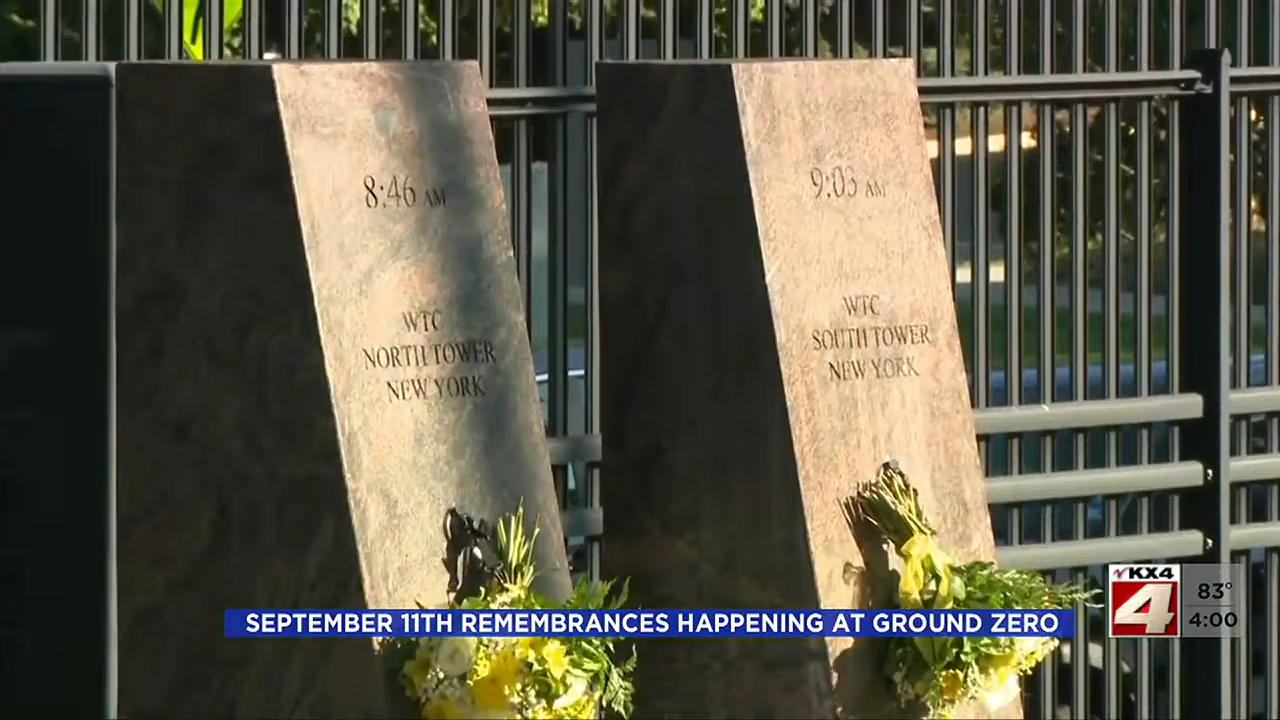 8:46 AM
WTC
NORTH TOWER
NEW YORK
9:03 AM
WTC
SOUTH TOWER
NEW YORK
SEPTEMBER 11TH REMEMBRANCES HAPPENING AT GROUND ZERO
KX4
4
83°
4:00